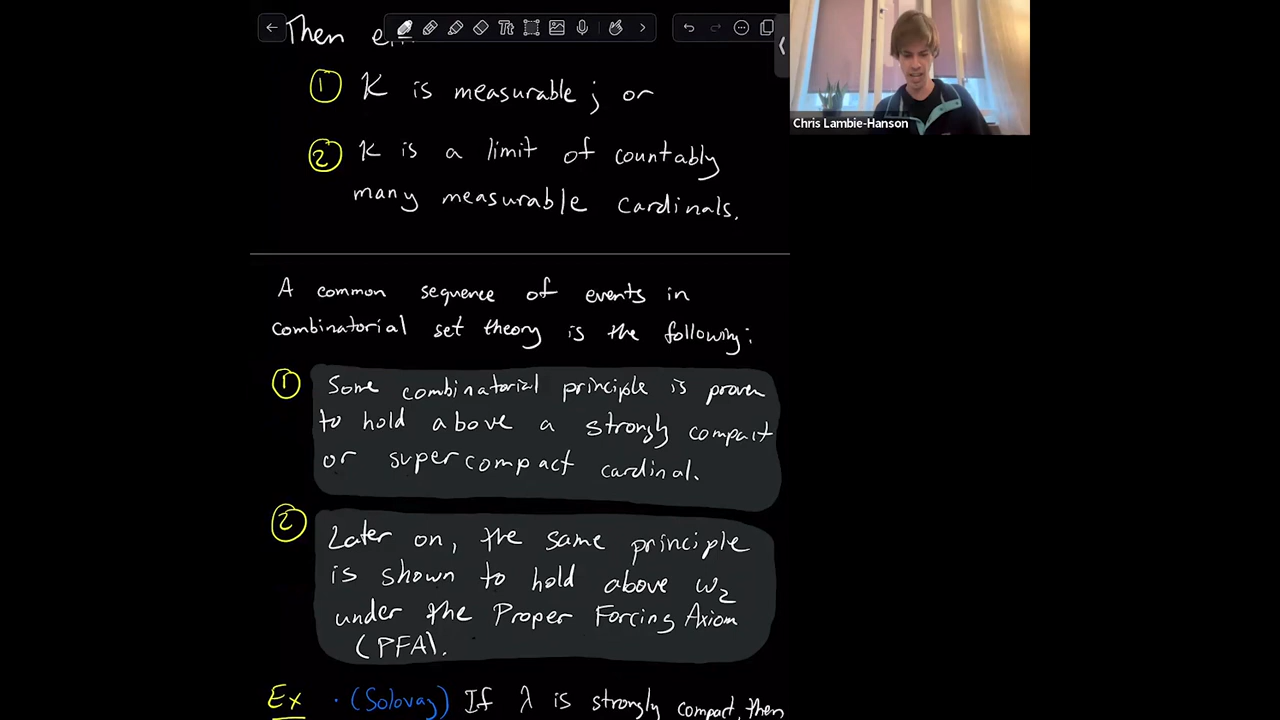 Then
① K is measurable; or
② K is a limit of countably
many measurable cardinals.
A common sequence of events in
combinatorial set theory is the following:
① Some combinatorial principle is proven
to hold above a strongly compact
or supercompact cardinal.
② Later on, the same principle
is shown to hold above ω₂
under the Proper Forcing Axiom
(PFA).
Ex · (Solovay) If λ is strongly compact, then
Tt
Chris Lambie-Hanson